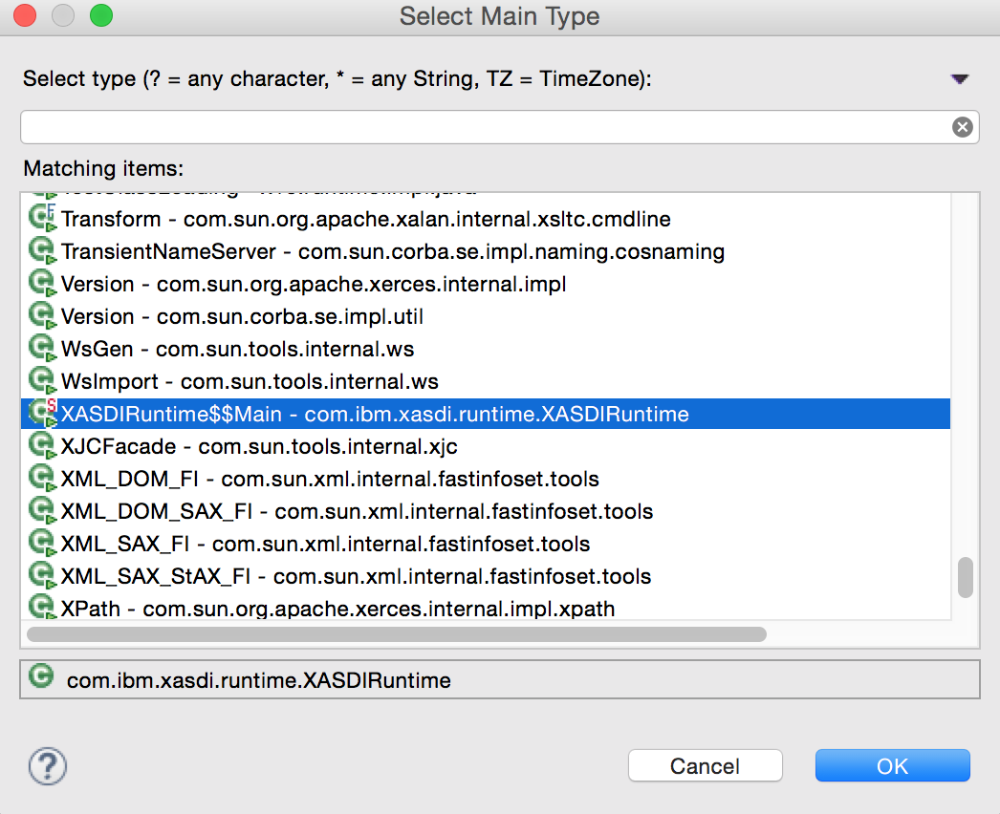 Select Main Type
Select type (? = any character, * = any String, TZ = TimeZone):
Matching items:
Transform - com.sun.org.apache.xalan.internal.xsltc.cmdline
TransientNameServer - com.sun.corba.se.impl.naming.cosnaming
Version - com.sun.org.apache.xerces.internal.impl
Version - com.sun.corba.se.impl.util
WsGen - com.sun.tools.internal.ws
WsImport - com.sun.tools.internal.ws
XASDIRuntime$$Main - com.ibm.xasdi.runtime.XASDIRuntime
XJCFacade - com.sun.tools.internal.xjc
XML_DOM_FI - com.sun.xml.internal.fastinfoset.tools
XML_DOM_SAX_FI - com.sun.xml.internal.fastinfoset.tools
XML_SAX_FI - com.sun.xml.internal.fastinfoset.tools
XML_SAX_StAX_FI - com.sun.xml.internal.fastinfoset.tools
XPath - com.sun.org.apache.xerces.internal.impl.xpath
com.ibm.xasdi.runtime.XASDIRuntime
Cancel
OK